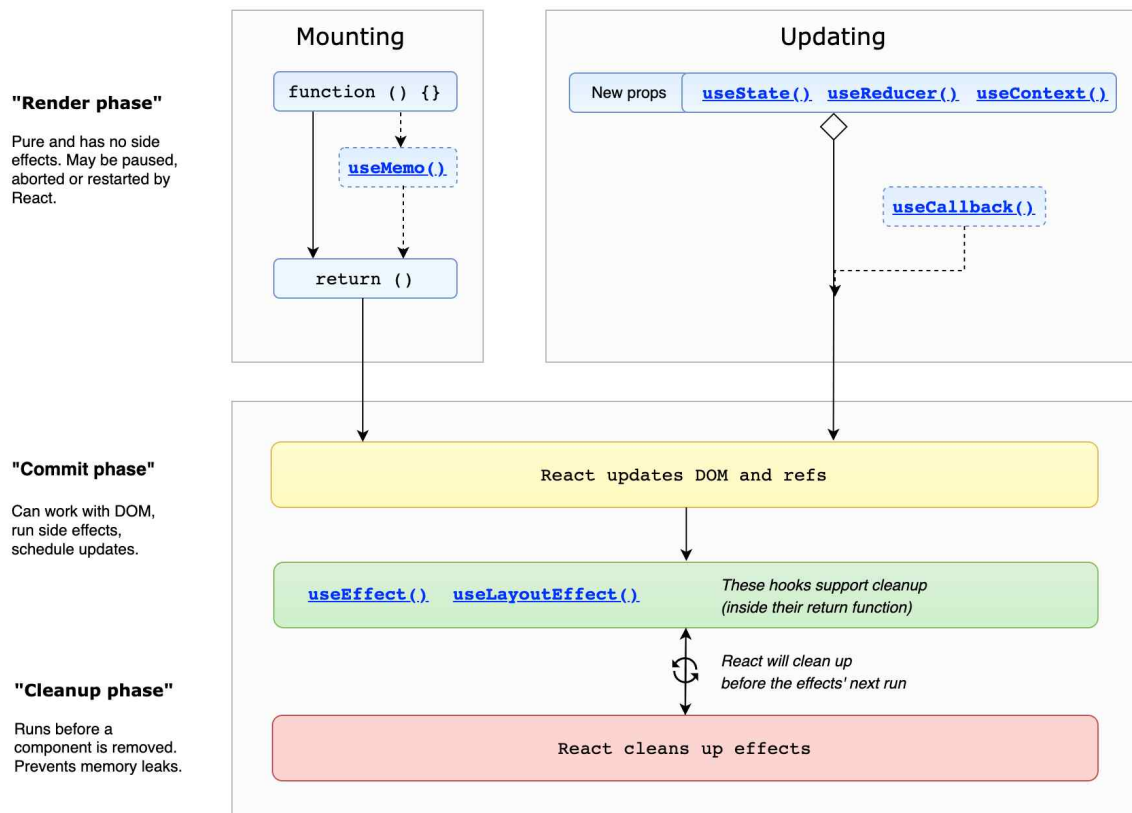 Mounting
Updating
"Render phase"
Pure and has no side
effects. May be paused,
aborted or restarted by
React.
function () {}
useMemo()
return ()
New props
useState() useReducer() useContext()
useCallback()
"Commit phase"
Can work with DOM,
run side effects,
schedule updates.
React updates DOM and refs
useEffect() useLayoutEffect()
These hooks support cleanup
(inside their return function)
React will clean up
before the effects' next run
"Cleanup phase"
Runs before a
component is removed.
Prevents memory leaks.
React cleans up effects